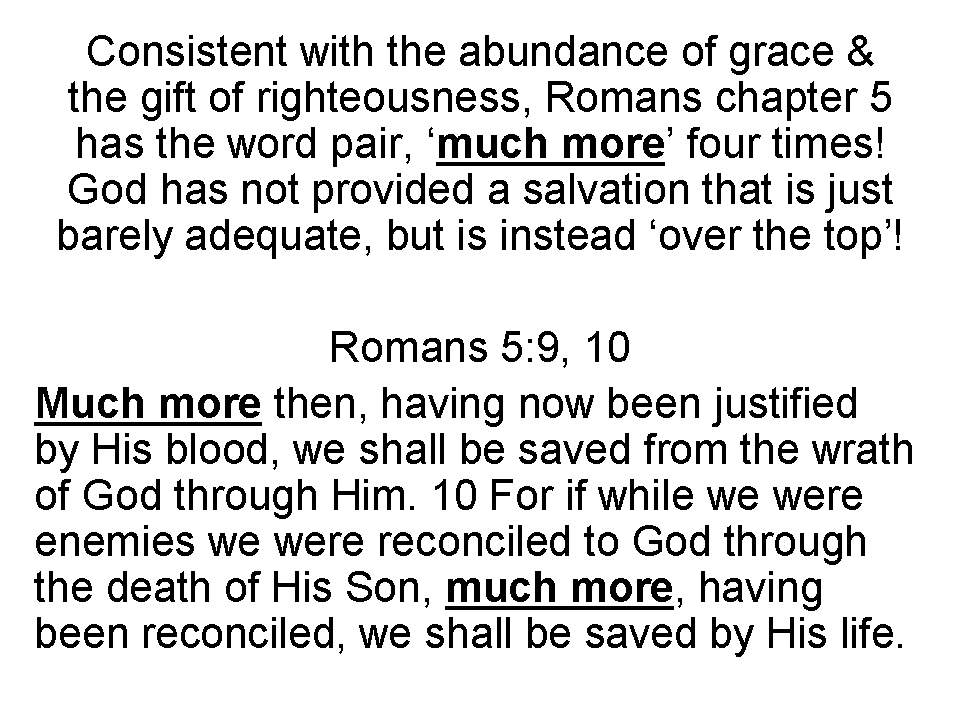 Consistent with the abundance of grace &
the gift of righteousness, Romans chapter 5
has the word pair, ‘much more’ four times!
God has not provided a salvation that is just
barely adequate, but is instead ‘over the top’!
Romans 5:9, 10
Much more then, having now been justified
by His blood, we shall be saved from the wrath
of God through Him. 10 For if while we were
enemies we were reconciled to God through
the death of His Son, much more, having
been reconciled, we shall be saved by His life.